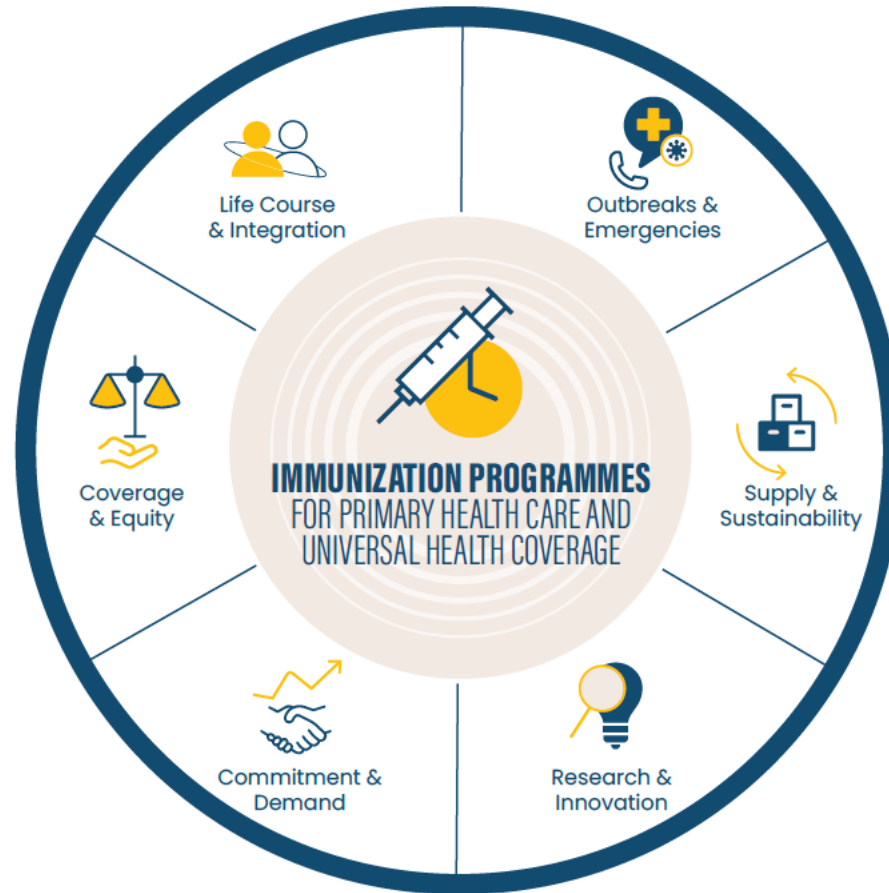 Life Course
& Integration
Outbreaks &
Emergencies
IMMUNIZATION PROGRAMMES
FOR PRIMARY HEALTH CARE AND
UNIVERSAL HEALTH COVERAGE
Coverage
& Equity
Supply &
Sustainability
Commitment &
Demand
Research &
Innovation